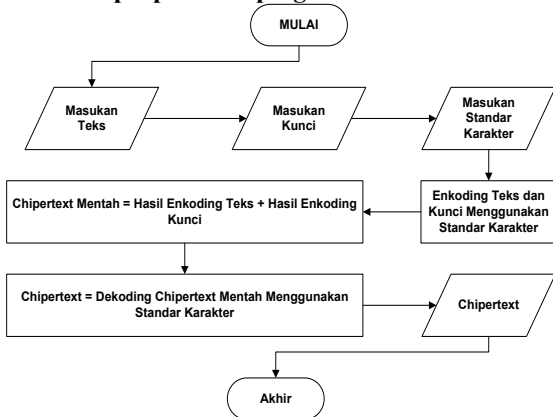 MULAI
Masukan
Teks
Masukan
Kunci
Masukan
Standar
Karakter
Enkoding Teks dan
Kunci Menggunakan
Standar Karakter
Chipertext Mentah = Hasil Enkoding Teks + Hasil Enkoding
Kunci
Chipertext = Dekoding Chipertext Mentah Menggunakan
Standar Karakter
Chipertext
Akhir